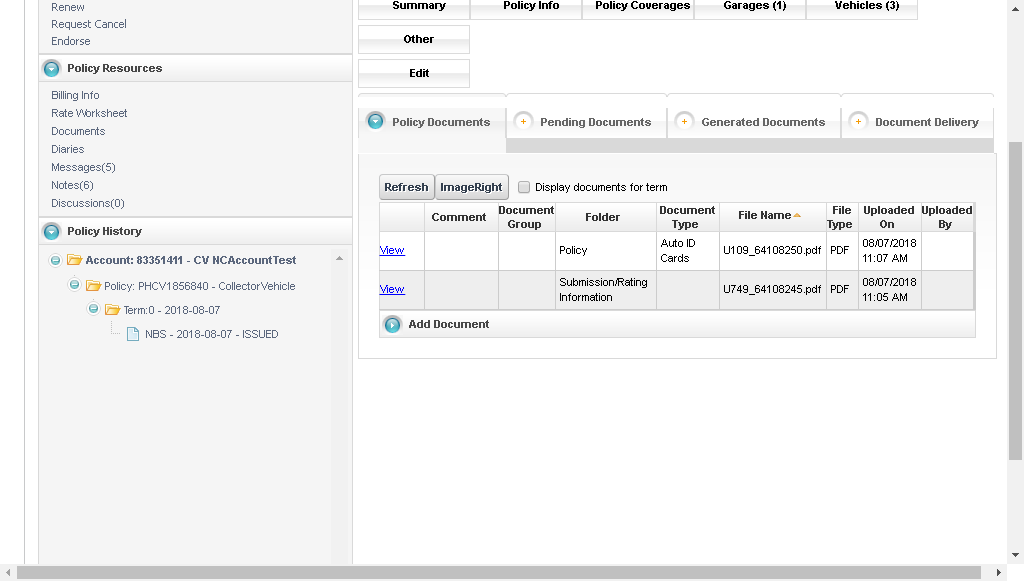 Renew
Request Cancel
Endorse
Policy Resources
Billing Info
Rate Worksheet
Documents
Diaries
Messages(5)
Notes(6)
Discussions(0)
Policy History
Account: 83351411 - CV NCAccountTest
Policy: PHCV1856840 - CollectorVehicle
Term:0 - 2018-08-07
NBS - 2018-08-07 - ISSUED
Summary Policy Info Policy Coverages Garages (1) Vehicles (3)
Other
Edit
Policy Documents Pending Documents Generated Documents Document Delivery
Refresh ImageRight Display documents for term
Comment Document Group Folder Document Type File Name File Type Uploaded On Uploaded By
View Policy Auto ID Cards U109_64108250.pdf PDF 08/07/2018 11:07 AM
View Submission/Rating Information U749_64108245.pdf PDF 08/07/2018 11:05 AM
Add Document